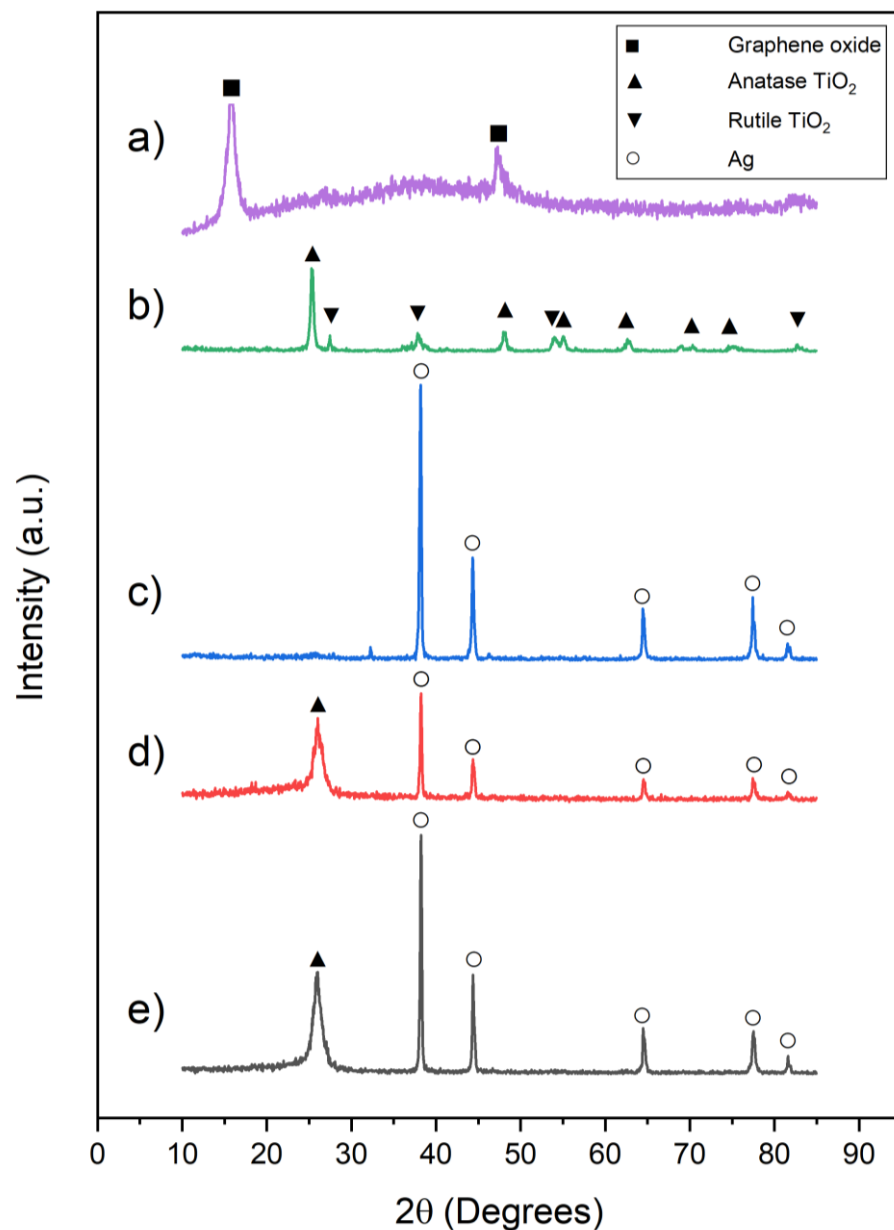 Graphene oxide
Anatase TiO₂
Rutile TiO₂
Ag
a)
b)
c)
d)
e)
Intensity (a.u.)
0 10 20 30 40 50 60 70 80 90
2θ (Degrees)